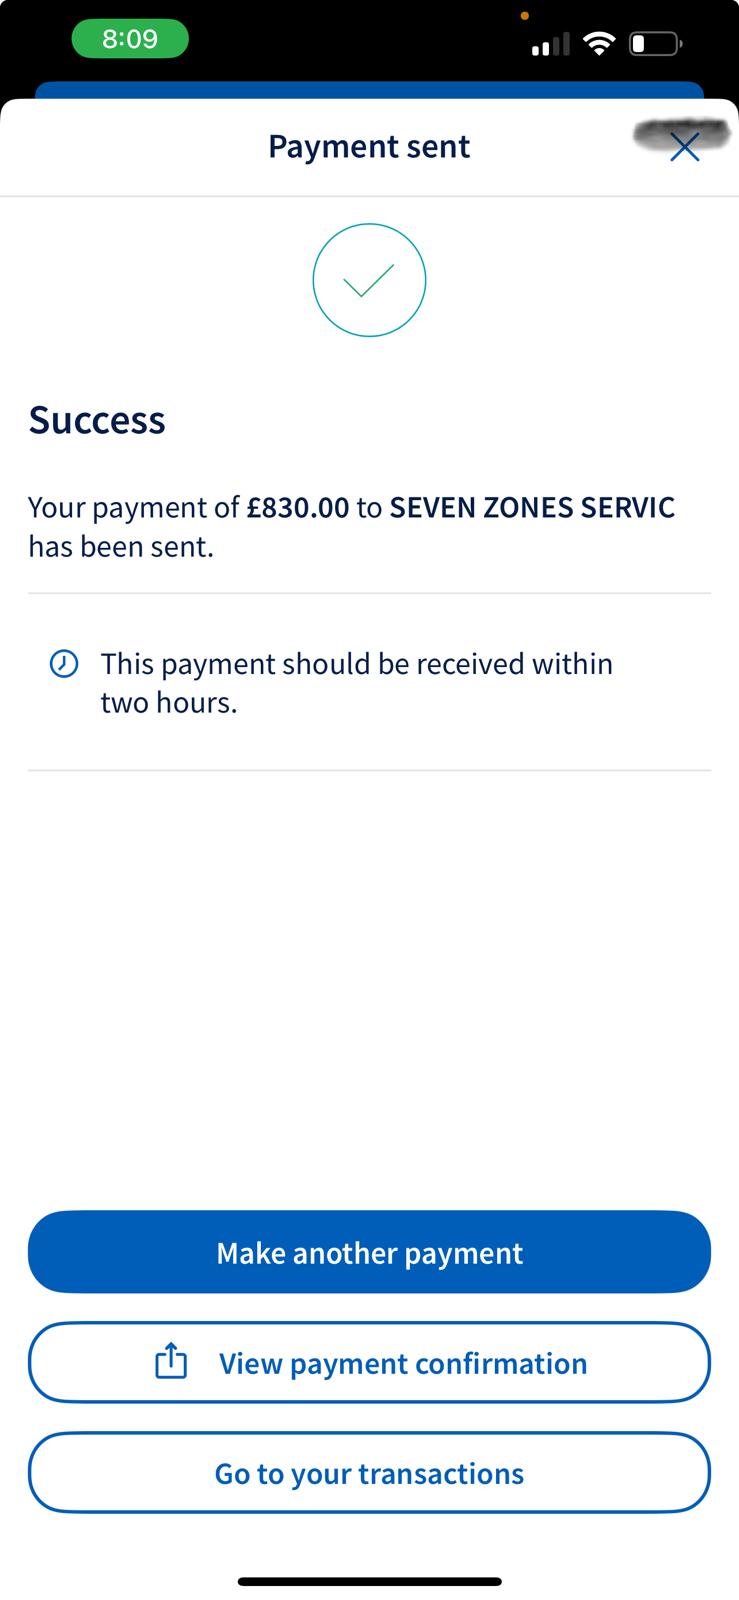 8:09
Payment sent
Success
Your payment of £830.00 to SEVEN ZONES SERVIC
has been sent.
This payment should be received within
two hours.
Make another payment
View payment confirmation
Go to your transactions